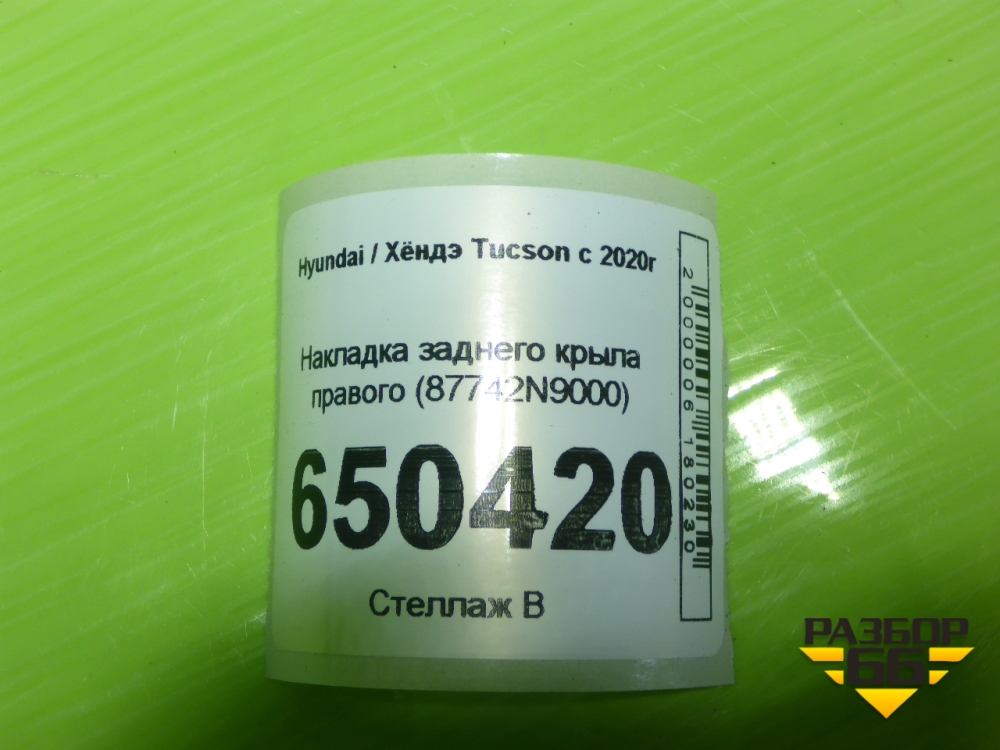 Hyundai / Хёндэ Tucson с 2020г
Накладка заднего крыла
правого (87742N9000)
650420
Стеллаж В
2000006180230
РАЗБОР
66